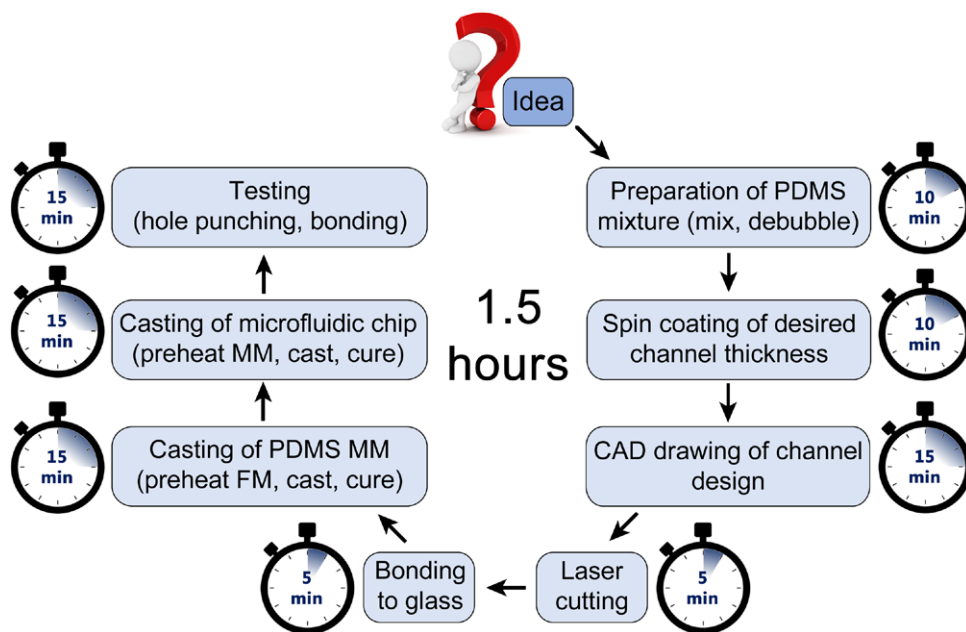 Idea
Preparation of PDMS
mixture (mix, debubble)
10
min
Spin coating of desired
channel thickness
10
min
CAD drawing of channel
design
15
min
Laser
cutting
5
min
Bonding
to glass
5
min
Casting of PDMS MM
(preheat FM, cast, cure)
15
min
Casting of microfluidic chip
(preheat MM, cast, cure)
15
min
Testing
(hole punching, bonding)
15
min
1.5
hours